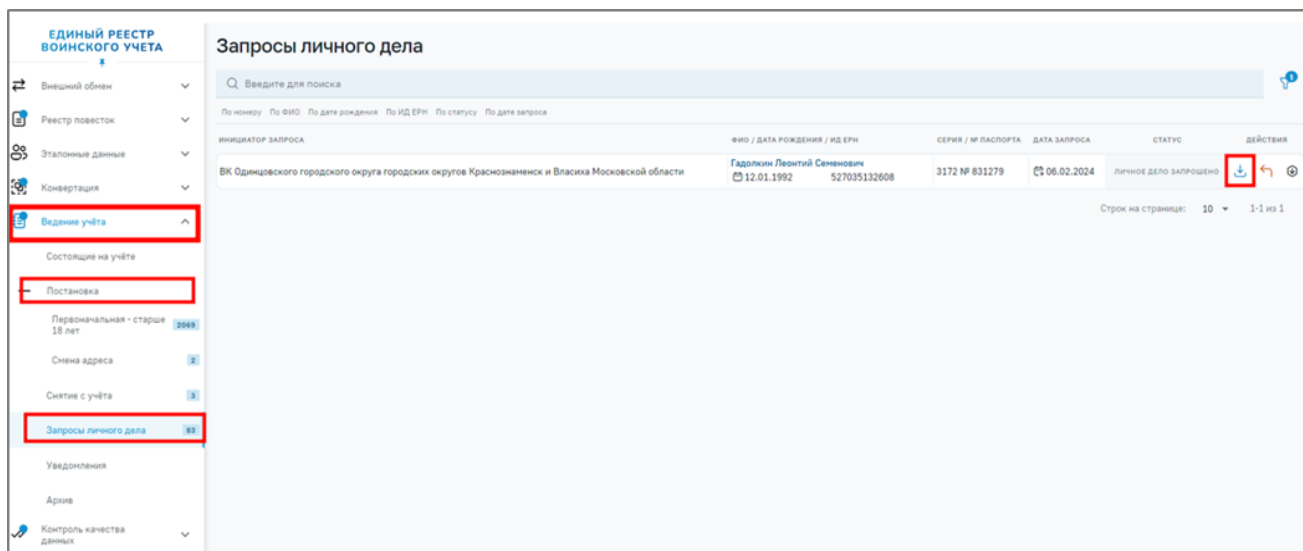 ЕДИНЫЙ РЕЕСТР
ВОИНСКОГО УЧЕТА
Внешний обмен
Реестр повесток
Эталонные данные
Конвертация
Ведение учёта
Состоящие на учёте
Постановка
Первоначальная - старше
18 лет
2069
Смена адреса 2
Снятие с учёта 3
Запросы личного дела 83
Уведомления
Архив
Контроль качества
данных
Запросы личного дела
Введите для поиска
1
По номеру По ФИО По дате рождения По ИД ЕРН По статусу По дате запроса
ИНИЦИАТОР ЗАПРОСА ФИО / ДАТА РОЖДЕНИЯ / ИД ЕРН СЕРИЯ / № ПАСПОРТА ДАТА ЗАПРОСА СТАТУС ДЕЙСТВИЯ
Гадолкин Леонтий Семенович
ВК Одинцовского городского округа городских округов Краснознаменск и Власиха Московской области 12.01.1992 527035132608 3172 № 831279 06.02.2024 ЛИЧНОЕ ДЕЛО ЗАПРОШЕНО
Строк на странице: 10 1-1 из 1